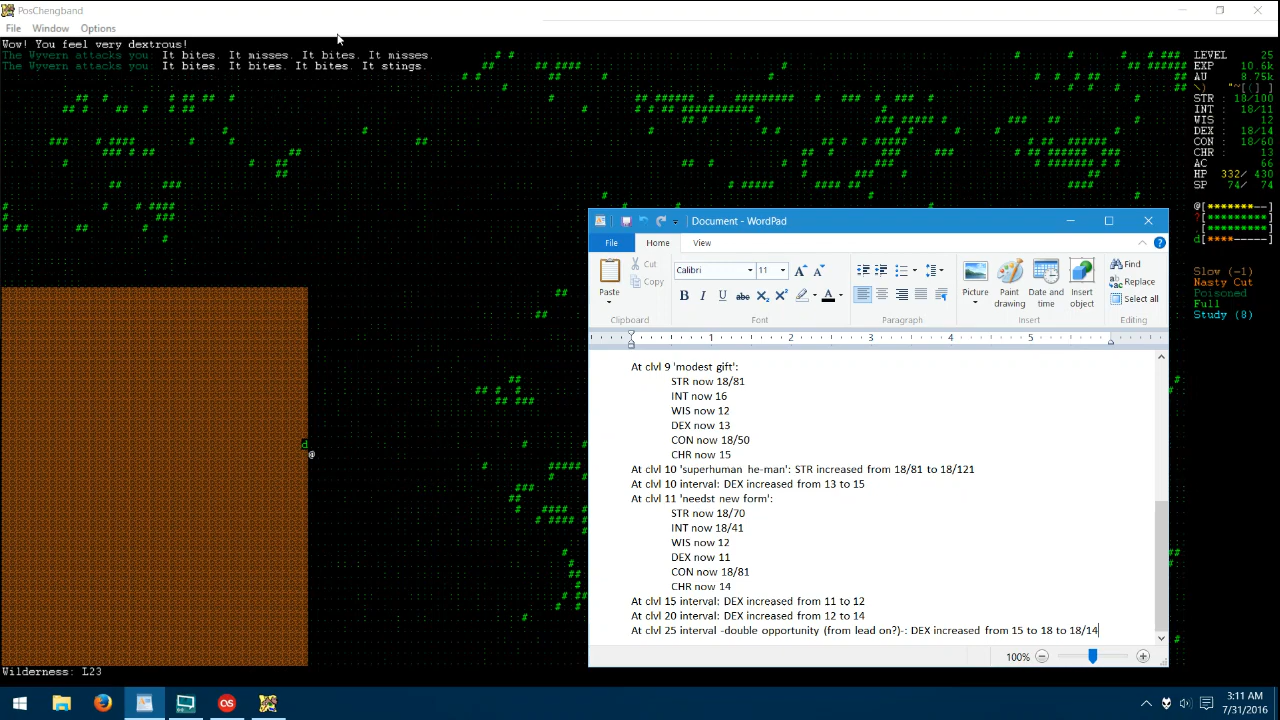 PosChengband
File Window Options
Wow! You feel very dextrous!
The Wyvern attacks you: It bites. It misses. It bites. It misses.
The Wyvern attacks you: It bites. It bites. It bites. It stings.
LEVEL 25
EXP 10.6k
AU 8.75k
STR : 18/100
INT : 18/11
WIS : 12
DEX : 18/14
CON : 18/60
CHR : 13
AC 66
HP 332/ 430
SP 74/ 74
@[*******--]
?[*********]
.[*********]
d[****-----]
Slow (-1)
Nasty Cut
Poisoned
Full
Study (8)
Document - WordPad
File Home View
Paste
Cut
Copy
Clipboard
Calibri 11
B I U abc X₂ X² A
Font
Paragraph
Picture
Paint drawing
Date and time
Insert object
Insert
Find
Replace
Select all
Editing
1 2 3 4 5
At clvl 9 'modest gift':
STR now 18/81
INT now 16
WIS now 12
DEX now 13
CON now 18/50
CHR now 15
At clvl 10 'superhuman he-man': STR increased from 18/81 to 18/121
At clvl 10 interval: DEX increased from 13 to 15
At clvl 11 'needst new form':
STR now 18/70
INT now 18/41
WIS now 12
DEX now 11
CON now 18/81
CHR now 14
At clvl 15 interval: DEX increased from 11 to 12
At clvl 20 interval: DEX increased from 12 to 14
At clvl 25 interval -double opportunity (from lead on?)-: DEX increased from 15 to 18 to 18/14
100%
Wilderness: L23
3:11 AM
7/31/2016